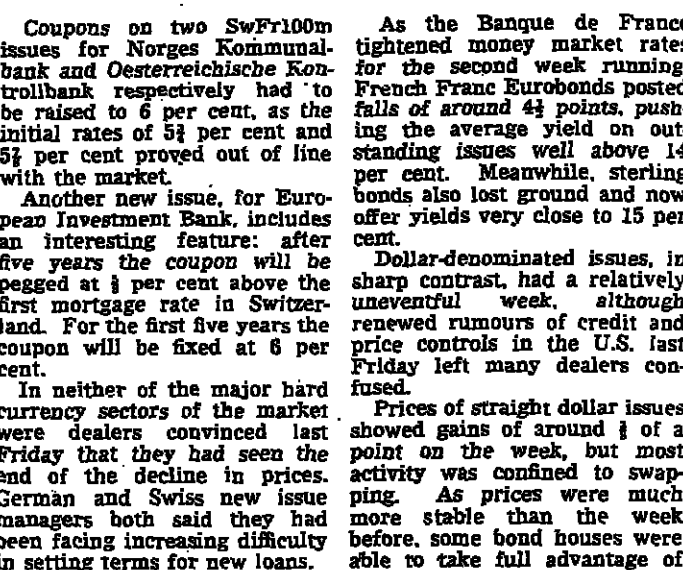 Coupons on two SwFr100m
issues for Norges Kommunal-
bank and Oesterreichische Kon-
trollbank respectively had to
be raised to 6 per cent, as the
initial rates of per cent and
per cent proved out of line
with the market.
Another new issue, for Euro-
pean Investment Bank, includes
an interesting feature: after
five years the coupon will be
pegged at per cent above the
first mortgage rate in Switzer-
land. For the first five years the
coupon will be fixed at 6 per
cent.
In neither of the major hard
currency sectors of the market
were dealers convinced last
Friday that they had seen the
end of the decline in prices.
German and Swiss new issue
managers both said they had
been facing increasing difficulty
in setting terms for new loans.
As the Banque de France
tightened money market rates
for the second week running
French Franc Eurobonds posted
falls of around 4½ points, push-
ing the average yield on out-
standing issues well above 14
per cent. Meanwhile, sterling
bonds also lost ground and now
offer yields very close to 15 per
cent.
Dollar-denominated issues, in
sharp contrast, had a relatively
uneventful week, although
renewed rumours of credit and
price controls in the U.S. last
Friday left many dealers con-
fused.
Prices of straight dollar issues
showed gains of around of a
point on the week, but most
activity was confined to swap-
ping. As prices were much
more stable than the week
before, some bond houses were
able to take full advantage of